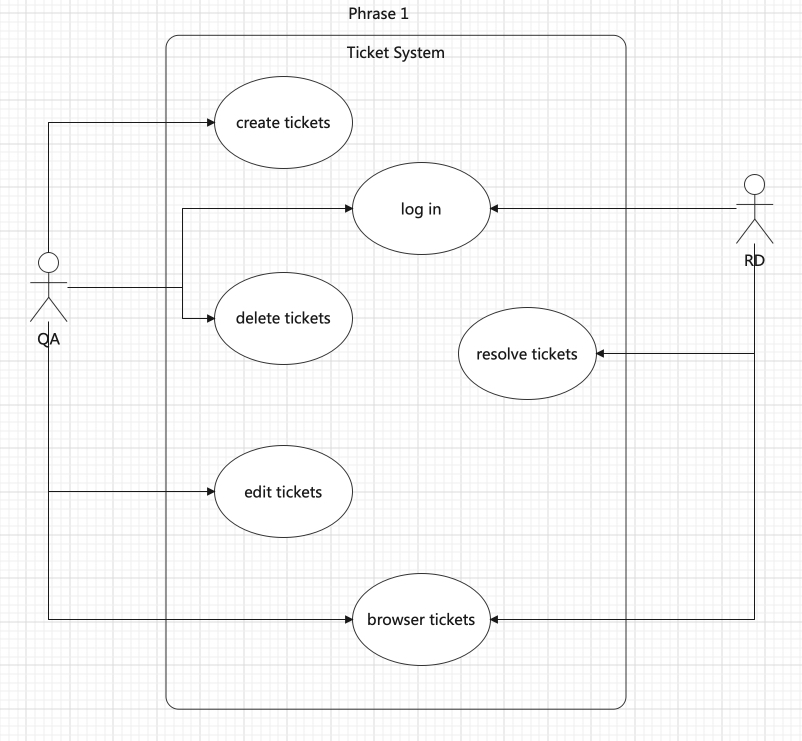 Phrase 1
Ticket System
create tickets
log in
RD
delete tickets
QA
resolve tickets
edit tickets
browser tickets